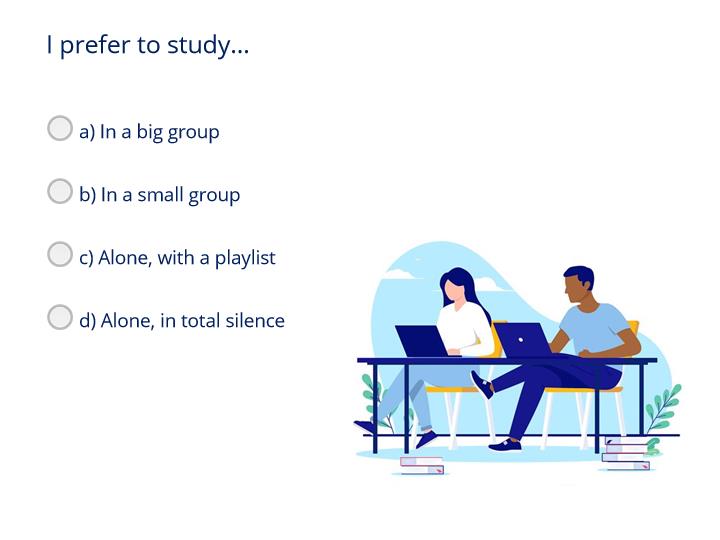 I prefer to study...
a) In a big group
b) In a small group
c) Alone, with a playlist
d) Alone, in total silence